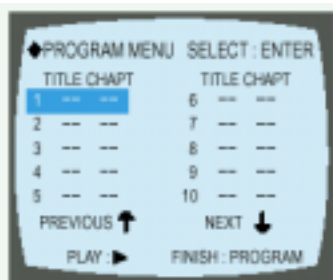 ◆PROGRAM MENU SELECT : ENTER
TITLE CHAPT TITLE CHAPT
1 -- -- 6 -- --
2 -- -- 7 -- --
3 -- -- 8 -- --
4 -- -- 9 -- --
5 -- -- 10 -- --
PREVIOUS ↑ NEXT ↓
PLAY : ▶ FINISH : PROGRAM